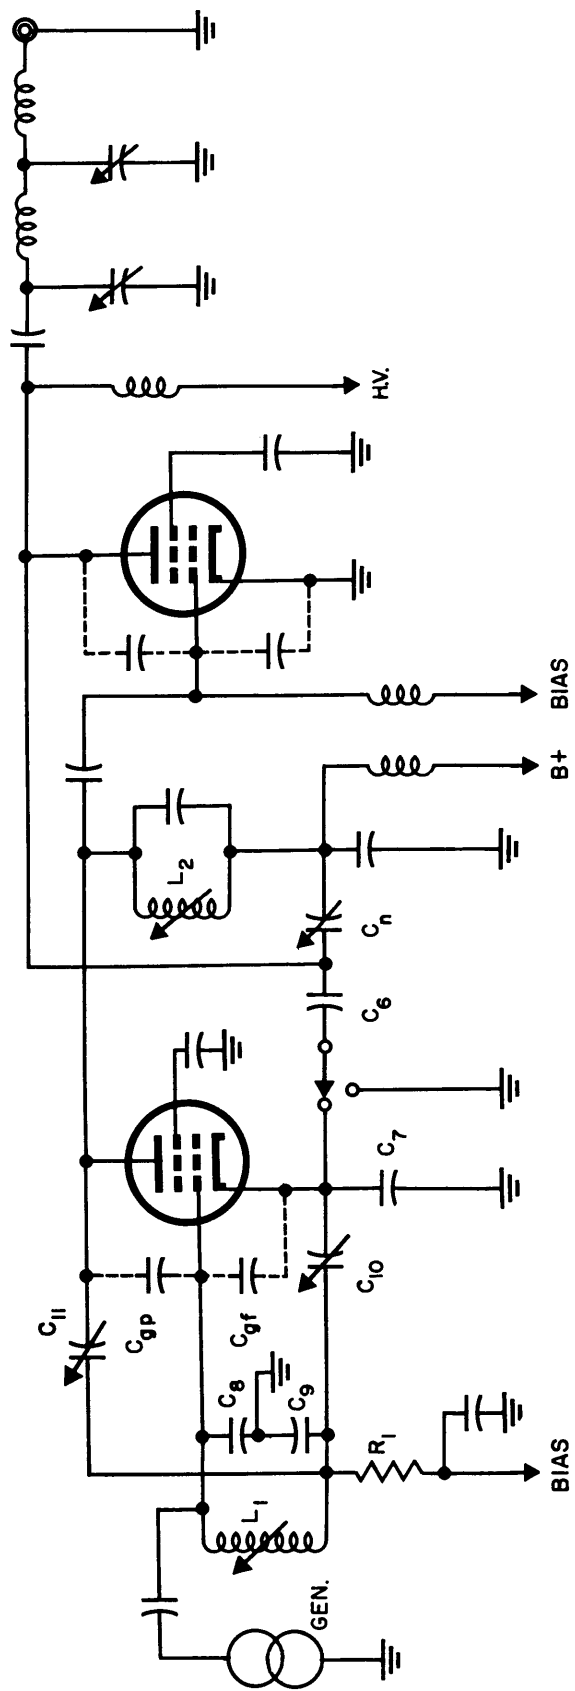 C11
Cgp
Cgf
C8
C9
L1
GEN.
R1
BIAS
C10
C7
C6
Cn
L2
B+
BIAS
H.V.